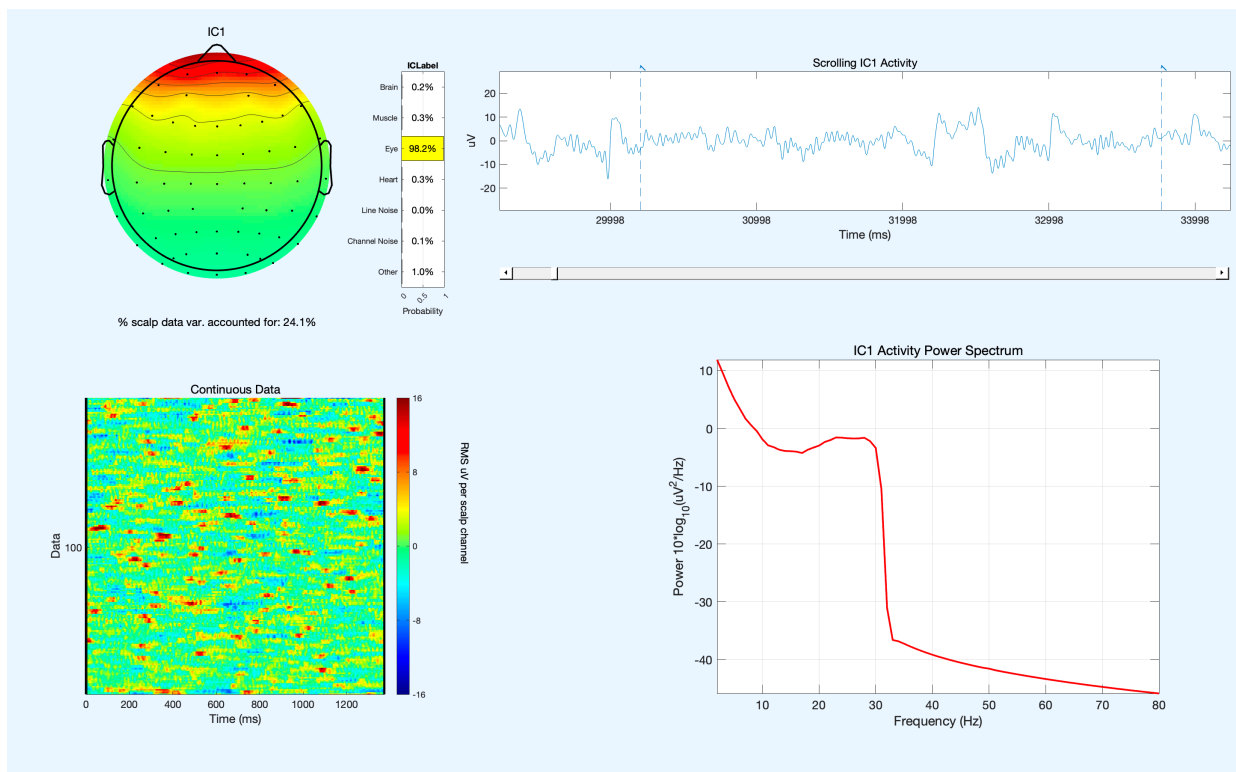 IC1
ICLabel
Brain 0.2%
Muscle 0.3%
Eye 98.2%
Heart 0.3%
Line Noise 0.0%
Channel Noise 0.1%
Other 1.0%
0 0.5 1
Probability
% scalp data var. accounted for: 24.1%
Scrolling IC1 Activity
20
10
0
-10
-20
uV
29998 30998 31998 32998 33998
Time (ms)
Continuous Data
Data
100
0 200 400 600 800 1000 1200
Time (ms)
16
8
0
-8
-16
RMS uV per scalp channel
IC1 Activity Power Spectrum
10
0
-10
-20
-30
-40
Power 10*log10(uV2/Hz)
10 20 30 40 50 60 70 80
Frequency (Hz)